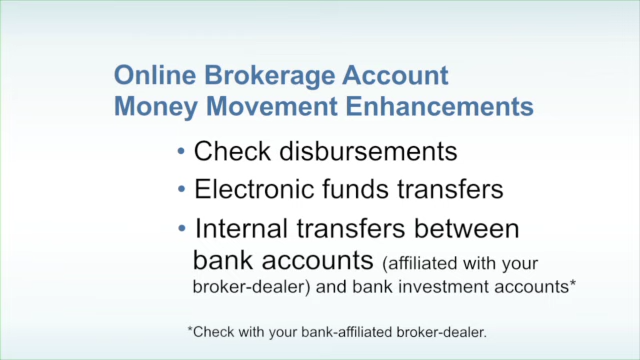 Online Brokerage Account
Money Movement Enhancements
• Check disbursements
• Electronic funds transfers
• Internal transfers between
bank accounts (affiliated with your
broker-dealer) and bank investment accounts*
*Check with your bank-affiliated broker-dealer.